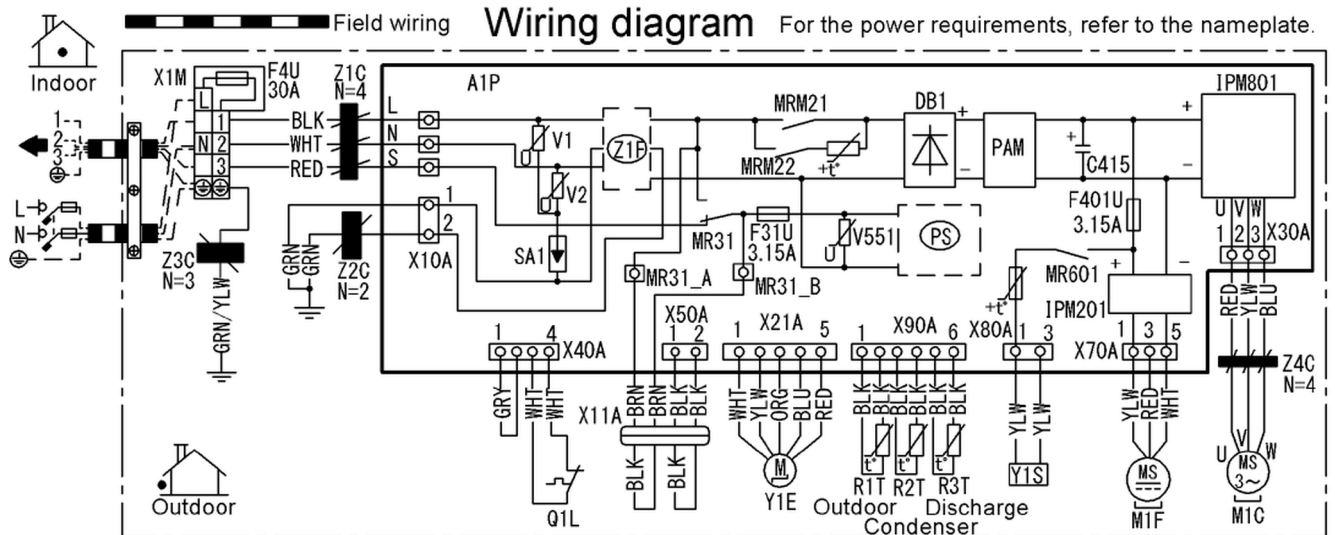 Wiring diagram
Field wiring
For the power requirements, refer to the nameplate.
Indoor
X1M
F4U
30A
Z1C
N=4
A1P
MRM21
DB1
IPM801
L
1
2
3
N
BLK
WHT
RED
L
N
S
V1
Z1F
MRM22
+t°
+
-
PAM
+
C415
+
-
1
2
3
V2
U
U
F401U
3.15A
U V W
1 2 3
X30A
L
N
Z3C
N=3
GRN
GRN
Z2C
N=2
1
2
X10A
SA1
MR31
F31U
3.15A
V551
U
PS
MR601
+t°
+
-
IPM201
MR31_A
MR31_B
RED
YLW
BLU
GRN/YLW
1 4
X40A
X50A
1 2
X21A
1 5
X90A
1 6
X80A
1 3
X70A
1 3 5
Z4C
N=4
GRY
WHT
WHT
X11A
BRN
BRN
BLK
BLK
WHT
YLW
ORG
BLU
RED
BLK
BLK
BLK
BLK
BLK
BLK
YLW
YLW
YLW
RED
WHT
BLK
BLK
t°
t°
t°
M
Y1E
R1T
R2T
R3T
Y1S
MS
M1F
U V W
MS
3~
M1C
Q1L
Outdoor
Outdoor
Condenser
Discharge